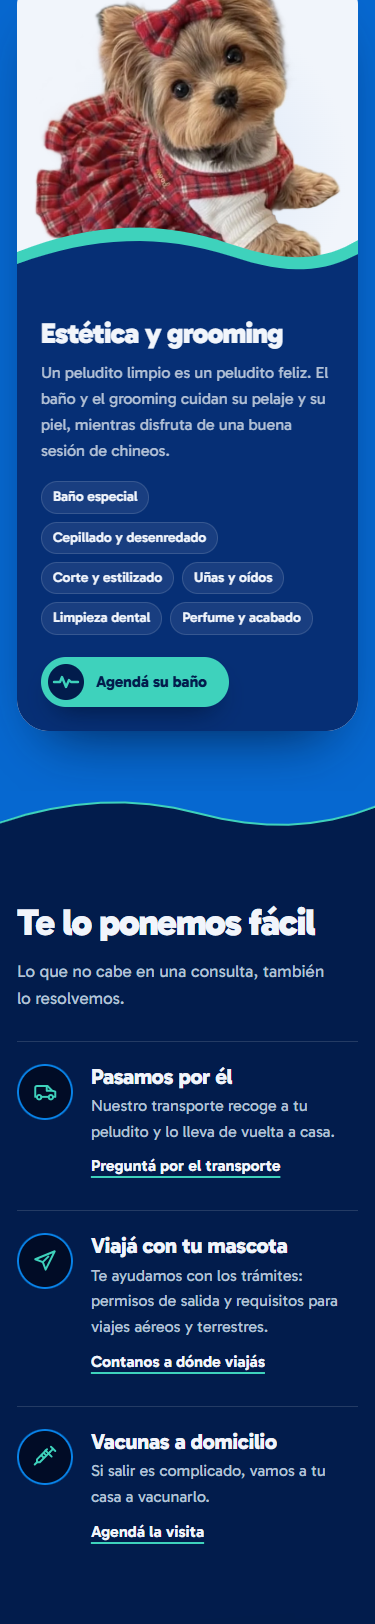 Estética y grooming
Un peludito limpio es un peludito feliz. El
baño y el grooming cuidan su pelaje y su
piel, mientras disfruta de una buena
sesión de chineos.
Baño especial
Cepillado y desenredado
Corte y estilizado
Uñas y oídos
Limpieza dental
Perfume y acabado
Agendá su baño
Te lo ponemos fácil
Lo que no cabe en una consulta, también
lo resolvemos.
Pasamos por él
Nuestro transporte recoge a tu
peludito y lo lleva de vuelta a casa.
Preguntá por el transporte
Viajá con tu mascota
Te ayudamos con los trámites:
permisos de salida y requisitos para
viajes aéreos y terrestres.
Contanos a dónde viajás
Vacunas a domicilio
Si salir es complicado, vamos a tu
casa a vacunarlo.
Agendá la visita